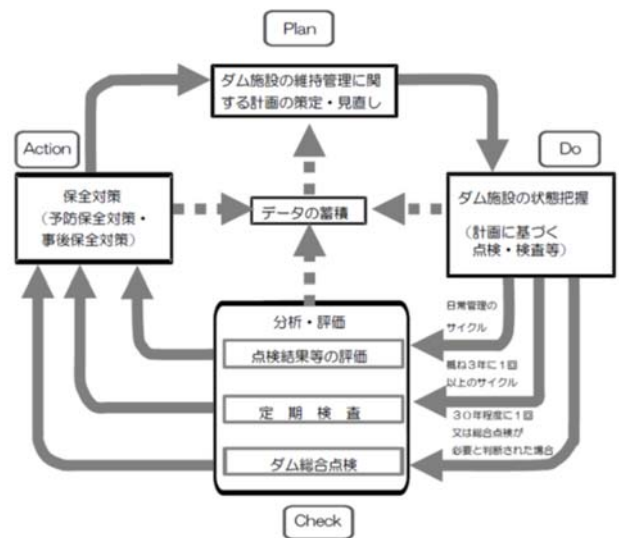 Plan
ダム施設の維持管理に関
する計画の策定・見直し
Action
Do
保全対策
(予防保全対策・
事後保全対策)
データの蓄積
ダム施設の状態把握
(計画に基づく
点検・検査等)
分析・評価
日常管理の
サイクル
点検結果等の評価
概ね3年に1回
以上のサイクル
定 期 検 査
30年程度に1回
又は総合点検が
必要と判断された場合
ダム総合点検
Check